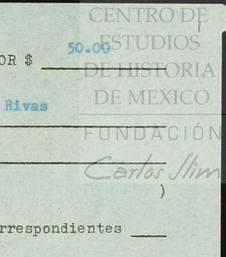 CENTRO DE
ESTUDIOS
OR $ 50.00
DE HISTORIA
DE MEXICO
Rivas
FUNDACIÓN
Carlos Slim
)
rrespondientes